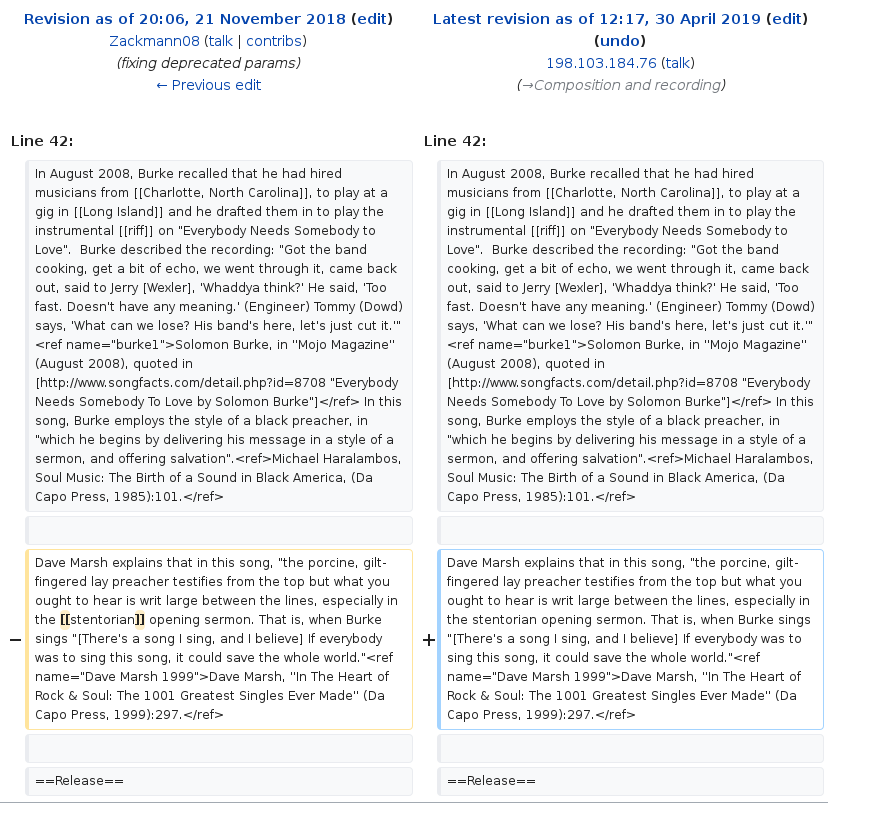 Revision as of 20:06, 21 November 2018 (edit)
Zackmann08 (talk | contribs)
(fixing deprecated params)
← Previous edit
Latest revision as of 12:17, 30 April 2019 (edit)
(undo)
198.103.184.76 (talk)
(→Composition and recording)
Line 42:
Line 42:
In August 2008, Burke recalled that he had hired
musicians from [[Charlotte, North Carolina]], to play at a
gig in [[Long Island]] and he drafted them in to play the
instrumental [[riff]] on "Everybody Needs Somebody to
Love".  Burke described the recording: "Got the band
cooking, get a bit of echo, we went through it, came back
out, said to Jerry [Wexler], 'Whaddya think?' He said, 'Too
fast. Doesn't have any meaning.' (Engineer) Tommy (Dowd)
says, 'What can we lose? His band's here, let's just cut it.'"
<ref name="burke1">Solomon Burke, in ''Mojo Magazine''
(August 2008), quoted in
[http://www.songfacts.com/detail.php?id=8708 "Everybody
Needs Somebody To Love by Solomon Burke"]</ref> In this
song, Burke employs the style of a black preacher, in
"which he begins by delivering his message in a style of a
sermon, and offering salvation".<ref>Michael Haralambos,
Soul Music: The Birth of a Sound in Black America, (Da
Capo Press, 1985):101.</ref>
In August 2008, Burke recalled that he had hired
musicians from [[Charlotte, North Carolina]], to play at a
gig in [[Long Island]] and he drafted them in to play the
instrumental [[riff]] on "Everybody Needs Somebody to
Love".  Burke described the recording: "Got the band
cooking, get a bit of echo, we went through it, came back
out, said to Jerry [Wexler], 'Whaddya think?' He said, 'Too
fast. Doesn't have any meaning.' (Engineer) Tommy (Dowd)
says, 'What can we lose? His band's here, let's just cut it.'"
<ref name="burke1">Solomon Burke, in ''Mojo Magazine''
(August 2008), quoted in
[http://www.songfacts.com/detail.php?id=8708 "Everybody
Needs Somebody To Love by Solomon Burke"]</ref> In this
song, Burke employs the style of a black preacher, in
"which he begins by delivering his message in a style of a
sermon, and offering salvation".<ref>Michael Haralambos,
Soul Music: The Birth of a Sound in Black America, (Da
Capo Press, 1985):101.</ref>
Dave Marsh explains that in this song, "the porcine, gilt-
fingered lay preacher testifies from the top but what you
ought to hear is writ large between the lines, especially in
the [[stentorian]] opening sermon. That is, when Burke
− sings "[There's a song I sing, and I believe] If everybody
was to sing this song, it could save the whole world."<ref
name="Dave Marsh 1999">Dave Marsh, ''In The Heart of
Rock & Soul: The 1001 Greatest Singles Ever Made'' (Da
Capo Press, 1999):297.</ref>
Dave Marsh explains that in this song, "the porcine, gilt-
fingered lay preacher testifies from the top but what you
ought to hear is writ large between the lines, especially in
the stentorian opening sermon. That is, when Burke sings
+ "[There's a song I sing, and I believe] If everybody was to
sing this song, it could save the whole world."<ref
name="Dave Marsh 1999">Dave Marsh, ''In The Heart of
Rock & Soul: The 1001 Greatest Singles Ever Made'' (Da
Capo Press, 1999):297.</ref>
==Release==
==Release==